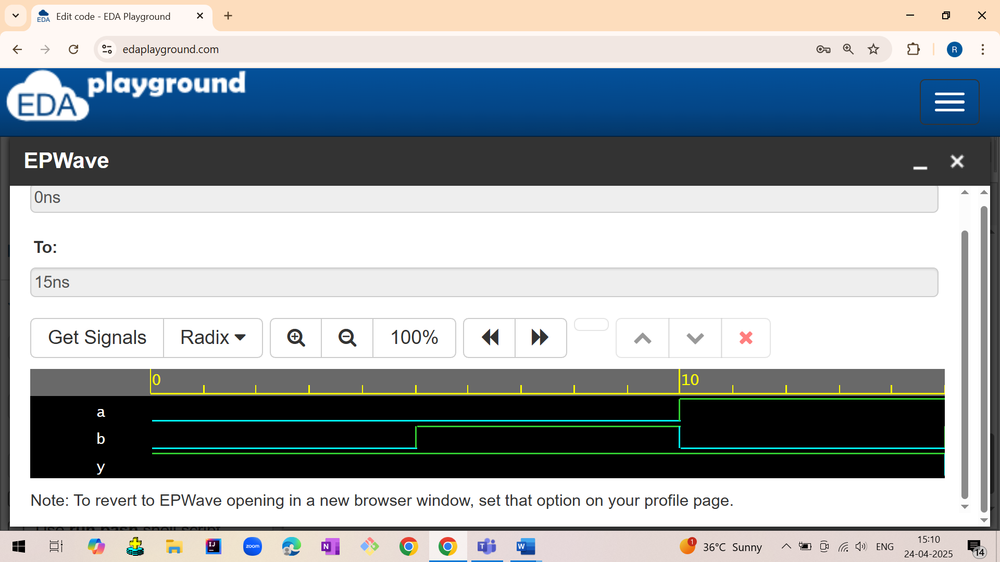 Edit code - EDA Playground
edaplayground.com
R
EDA playground
EPWave
0ns
To:
15ns
Get Signals Radix 100%
0 10
a
b
y
Note: To revert to EPWave opening in a new browser window, set that option on your profile page.
zoom
1
36°C Sunny
ENG
15:10
24-04-2025
14